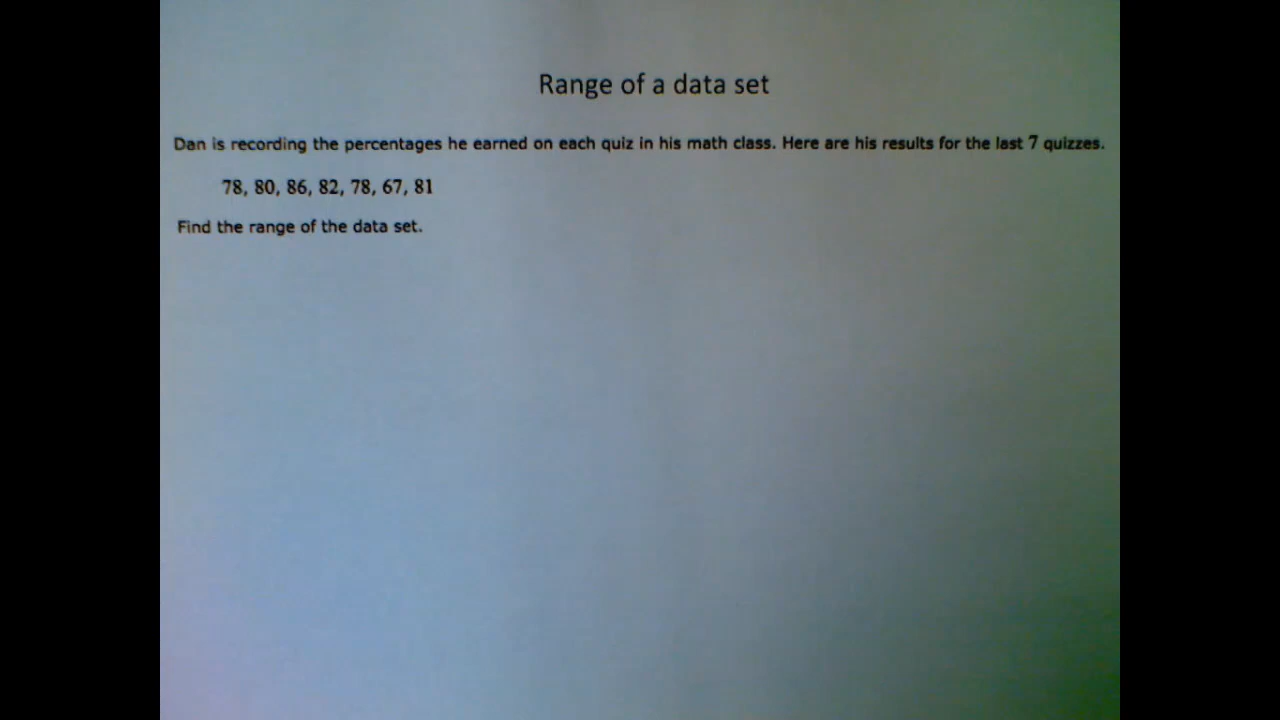 Range of a data set
Dan is recording the percentages he earned on each quiz in his math class. Here are his results for the last 7 quizzes.
78, 80, 86, 82, 78, 67, 81
Find the range of the data set.